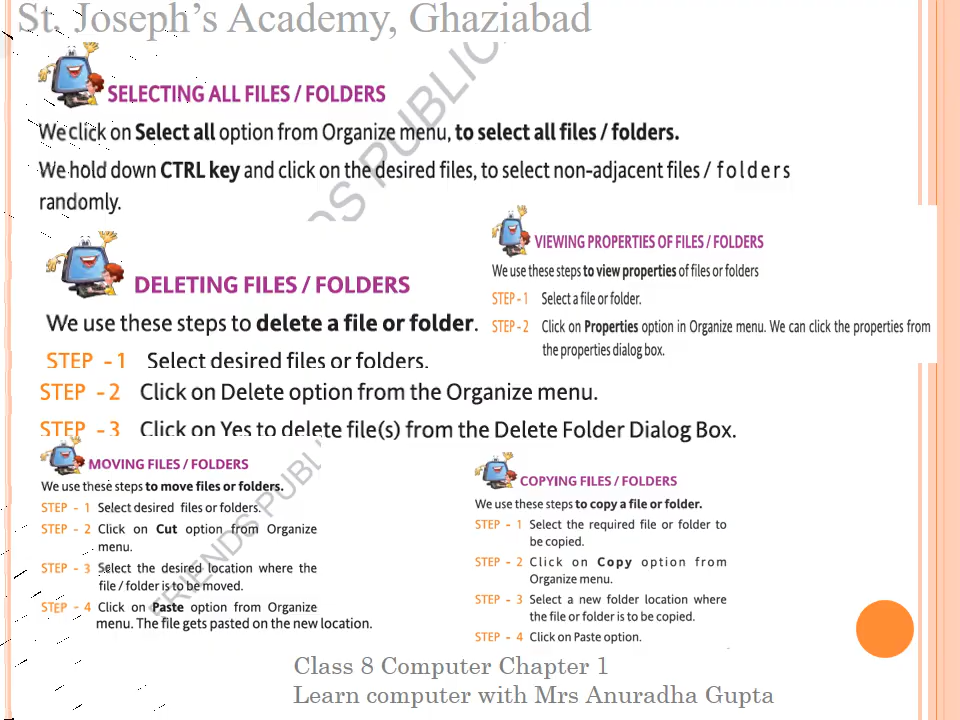 St. Joseph's Academy, Ghaziabad
SELECTING ALL FILES / FOLDERS
We click on Select all option from Organize menu, to select all files / folders.
We hold down CTRL key and click on the desired files, to select non-adjacent files / folders
randomly.
VIEWING PROPERTIES OF FILES / FOLDERS
We use these steps to view properties of files or folders
STEP - 1 Select a file or folder.
STEP - 2 Click on Properties option in Organize menu. We can click the properties from
the properties dialog box.
DELETING FILES / FOLDERS
We use these steps to delete a file or folder.
STEP - 1 Select desired files or folders.
STEP - 2 Click on Delete option from the Organize menu.
STEP - 3 Click on Yes to delete file(s) from the Delete Folder Dialog Box.
MOVING FILES / FOLDERS
We use these steps to move files or folders.
STEP - 1 Select desired files or folders.
STEP - 2 Click on Cut option from Organize
menu.
STEP - 3 Select the desired location where the
file / folder is to be moved.
STEP - 4 Click on Paste option from Organize
menu. The file gets pasted on the new location.
COPYING FILES / FOLDERS
We use these steps to copy a file or folder.
STEP - 1 Select the required file or folder to
be copied.
STEP - 2 Click on Copy option from
Organize menu.
STEP - 3 Select a new folder location where
the file or folder is to be copied.
STEP - 4 Click on Paste option.
Class 8 Computer Chapter 1
Learn computer with Mrs Anuradha Gupta